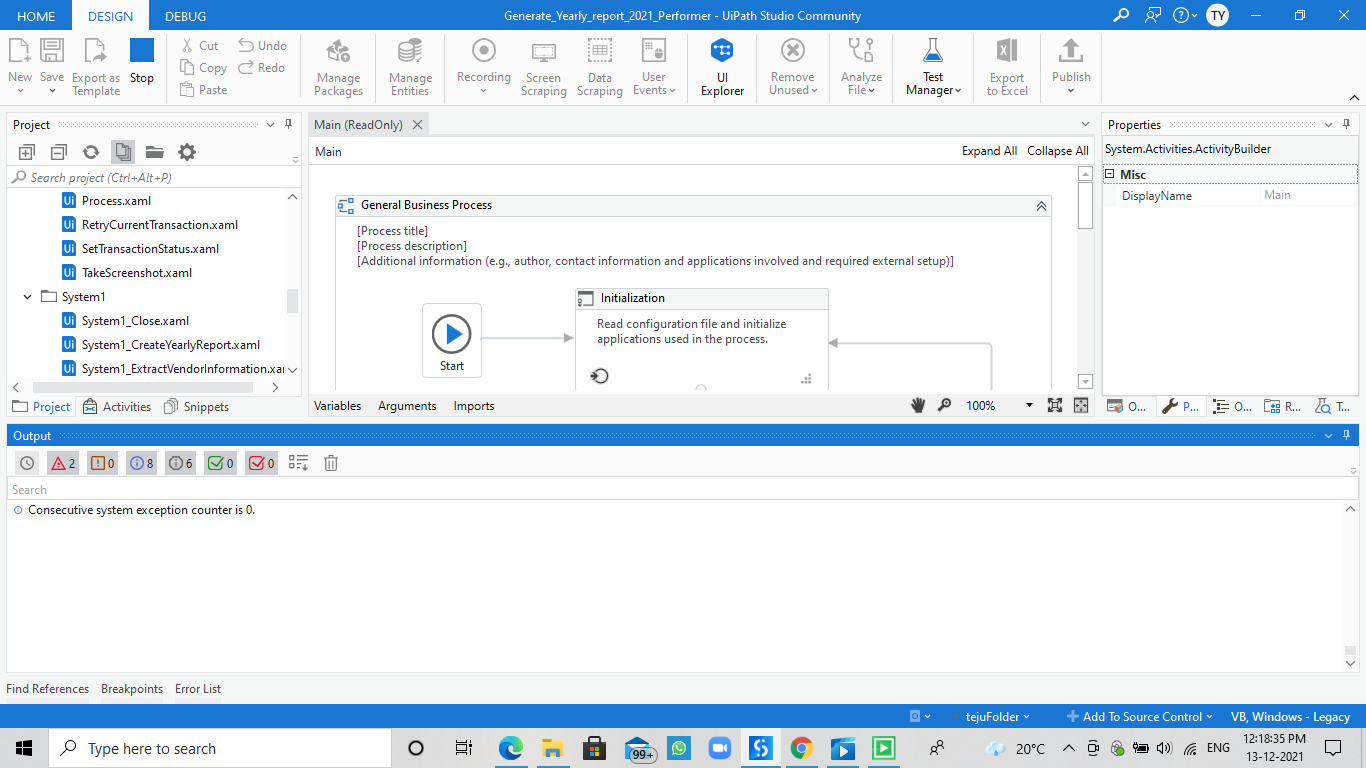 HOME DESIGN DEBUG Generate_Yearly_report_2021_Performer - UiPath Studio Community TY
New Save Export as Template Stop
Cut Undo
Copy Redo
Paste
Manage Packages Manage Entities Recording Screen Scraping Data Scraping User Events UI Explorer Remove Unused Analyze File Test Manager Export to Excel Publish
Project
Search project (Ctrl+Alt+P)
Process.xaml
RetryCurrentTransaction.xaml
SetTransactionStatus.xaml
TakeScreenshot.xaml
System1
System1_Close.xaml
System1_CreateYearlyReport.xaml
System1_ExtractVendorInformation.xa
Project Activities Snippets
Main (ReadOnly)
Main Expand All Collapse All
General Business Process
[Process title]
[Process description]
[Additional information (e.g., author, contact information and applications involved and required external setup)]
Start
Initialization
Read configuration file and initialize
applications used in the process.
Variables Arguments Imports 100%
Properties
System.Activities.ActivityBuilder
Misc
DisplayName Main
O... P... O... R... T...
Output
2 0 8 6 0 0
Search
Consecutive system exception counter is 0.
Find References Breakpoints Error List
tejuFolder Add To Source Control VB, Windows - Legacy
Type here to search 99+ 20°C ENG 12:18:35 PM
13-12-2021